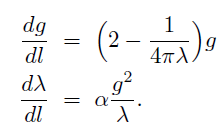 dg/dl = (2 − 1/4πλ)g
dλ/dl = α g²/λ.